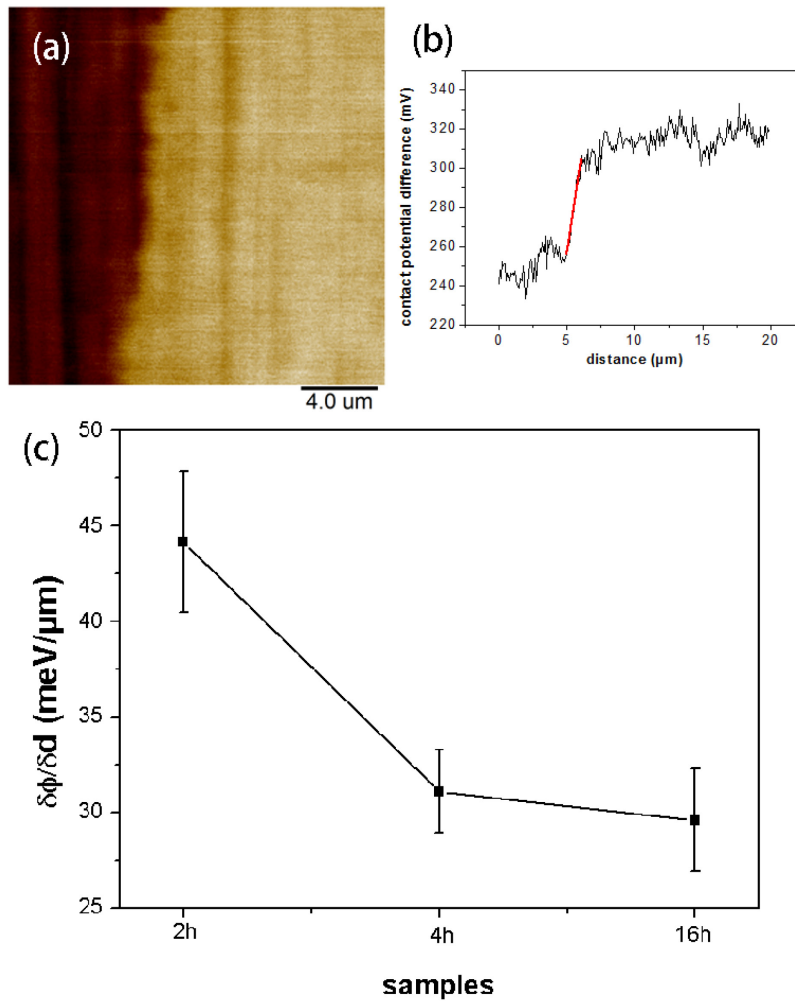 (a)
4.0 um
(b)
contact potential difference (mV)
340
320
300
280
260
240
220
0 5 10 15 20
distance (µm)
(c)
δϕ/δd (meV/µm)
50
45
40
35
30
25
2h 4h 16h
samples